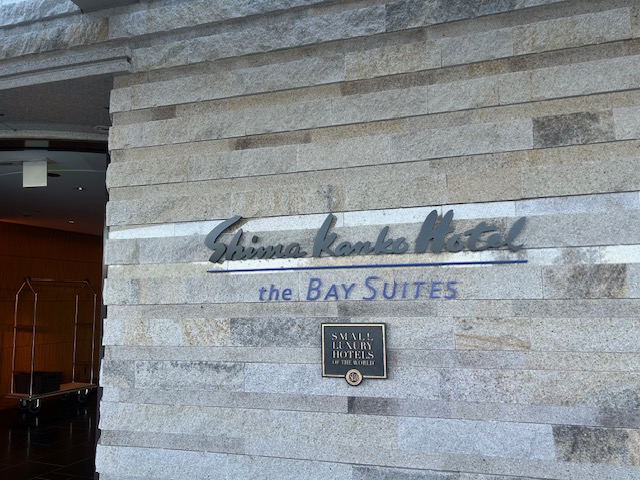 Shima Kanko Hotel
the BAY SUITES
SMALL
LUXURY
HOTELS
OF THE WORLD